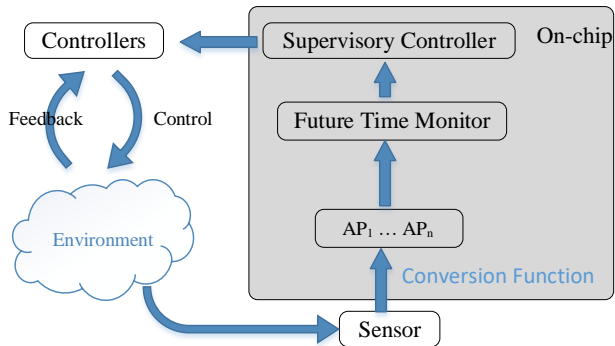 Controllers
Supervisory Controller
On-chip
Feedback
Control
Future Time Monitor
Environment
AP₁ … APₙ
Conversion Function
Sensor